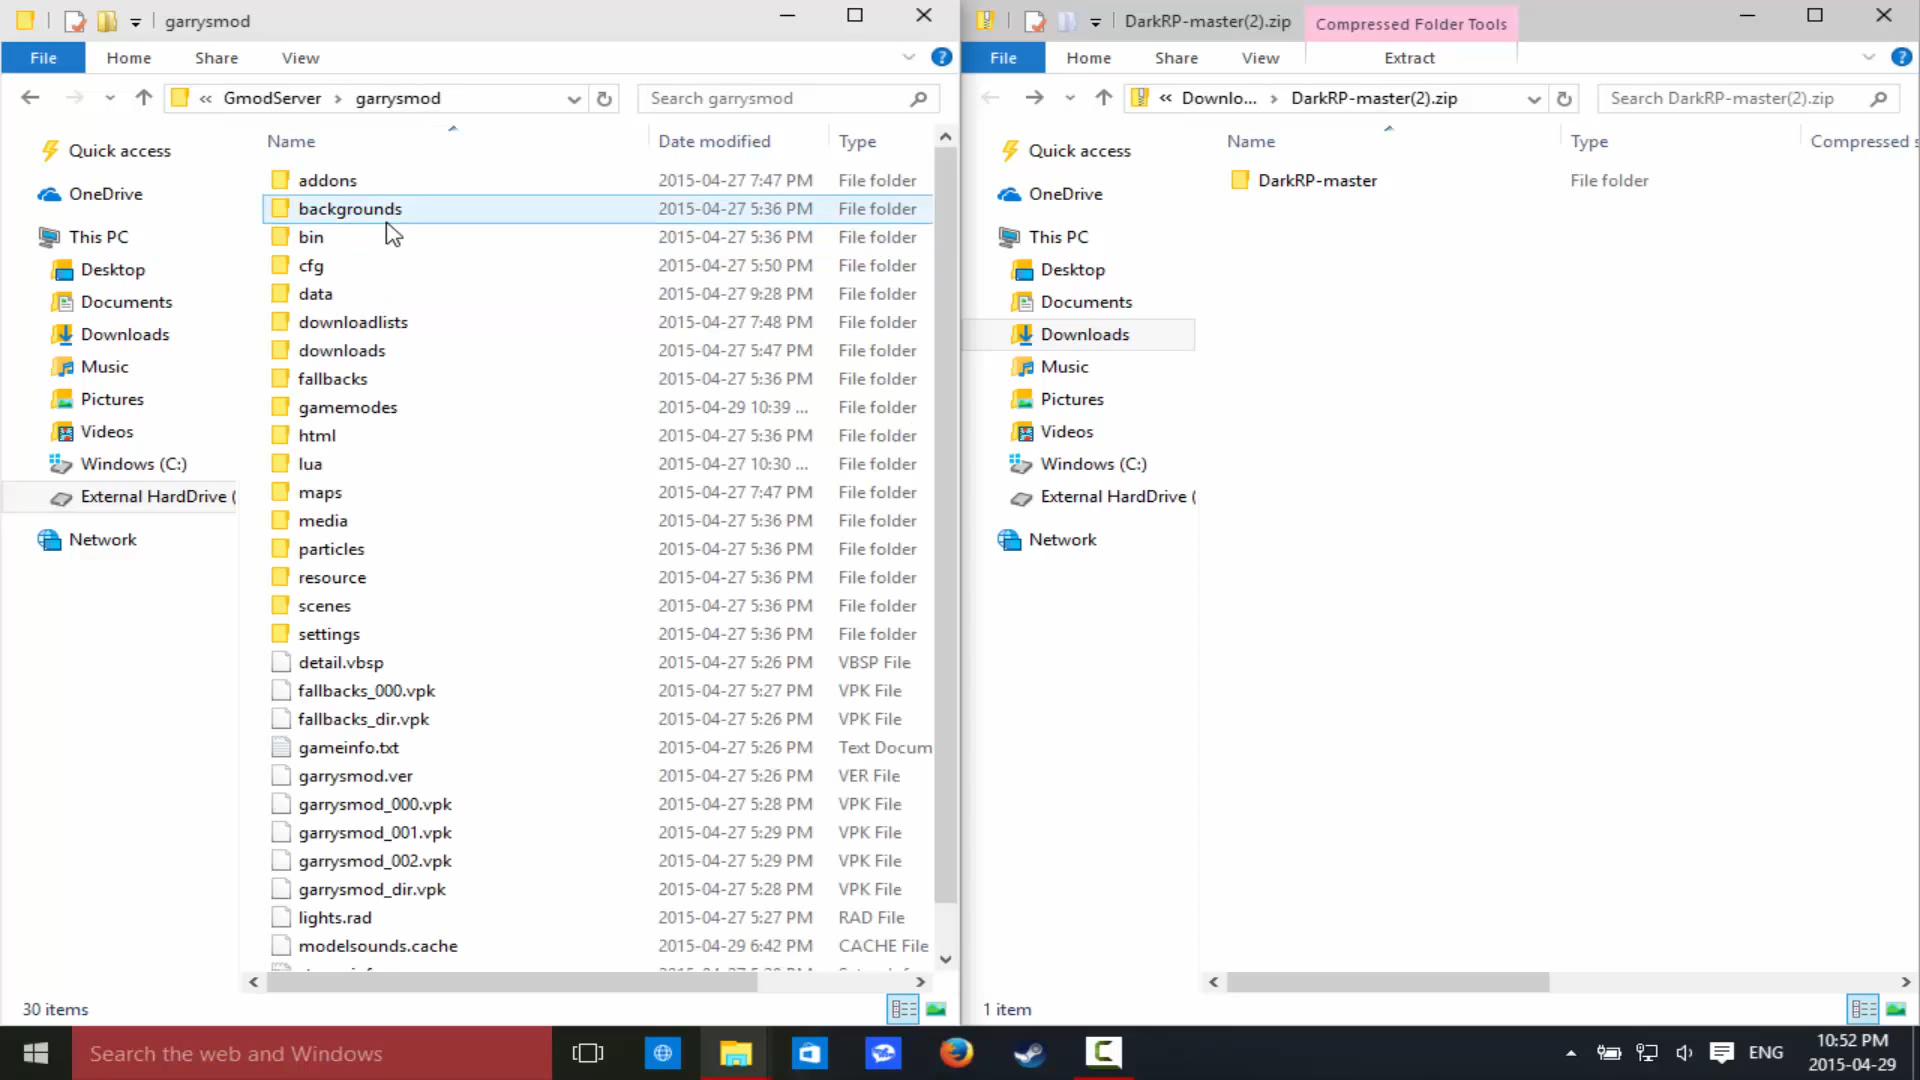 garrysmod
File Home Share View
« GmodServer › garrysmod
Search garrysmod
Quick access
OneDrive
This PC
Desktop
Documents
Downloads
Music
Pictures
Videos
Windows (C:)
External HardDrive (
Network
Name Date modified Type
addons 2015-04-27 7:47 PM File folder
backgrounds 2015-04-27 5:36 PM File folder
bin 2015-04-27 5:36 PM File folder
cfg 2015-04-27 5:50 PM File folder
data 2015-04-27 9:28 PM File folder
downloadlists 2015-04-27 7:48 PM File folder
downloads 2015-04-27 5:47 PM File folder
fallbacks 2015-04-27 5:36 PM File folder
gamemodes 2015-04-29 10:39 ... File folder
html 2015-04-27 5:36 PM File folder
lua 2015-04-27 10:30 ... File folder
maps 2015-04-27 7:47 PM File folder
media 2015-04-27 5:36 PM File folder
particles 2015-04-27 5:36 PM File folder
resource 2015-04-27 5:36 PM File folder
scenes 2015-04-27 5:36 PM File folder
settings 2015-04-27 5:36 PM File folder
detail.vbsp 2015-04-27 5:26 PM VBSP File
fallbacks_000.vpk 2015-04-27 5:27 PM VPK File
fallbacks_dir.vpk 2015-04-27 5:26 PM VPK File
gameinfo.txt 2015-04-27 5:26 PM Text Docum
garrysmod.ver 2015-04-27 5:26 PM VER File
garrysmod_000.vpk 2015-04-27 5:28 PM VPK File
garrysmod_001.vpk 2015-04-27 5:29 PM VPK File
garrysmod_002.vpk 2015-04-27 5:29 PM VPK File
garrysmod_dir.vpk 2015-04-27 5:28 PM VPK File
lights.rad 2015-04-27 5:27 PM RAD File
modelsounds.cache 2015-04-29 6:42 PM CACHE File
30 items
DarkRP-master(2).zip
Compressed Folder Tools
File Home Share View Extract
« Downlo... › DarkRP-master(2).zip
Search DarkRP-master(2).zip
Quick access
OneDrive
This PC
Desktop
Documents
Downloads
Music
Pictures
Videos
Windows (C:)
External HardDrive (
Network
Name Type Compressed s
DarkRP-master File folder
1 item
Search the web and Windows
ENG
10:52 PM
2015-04-29